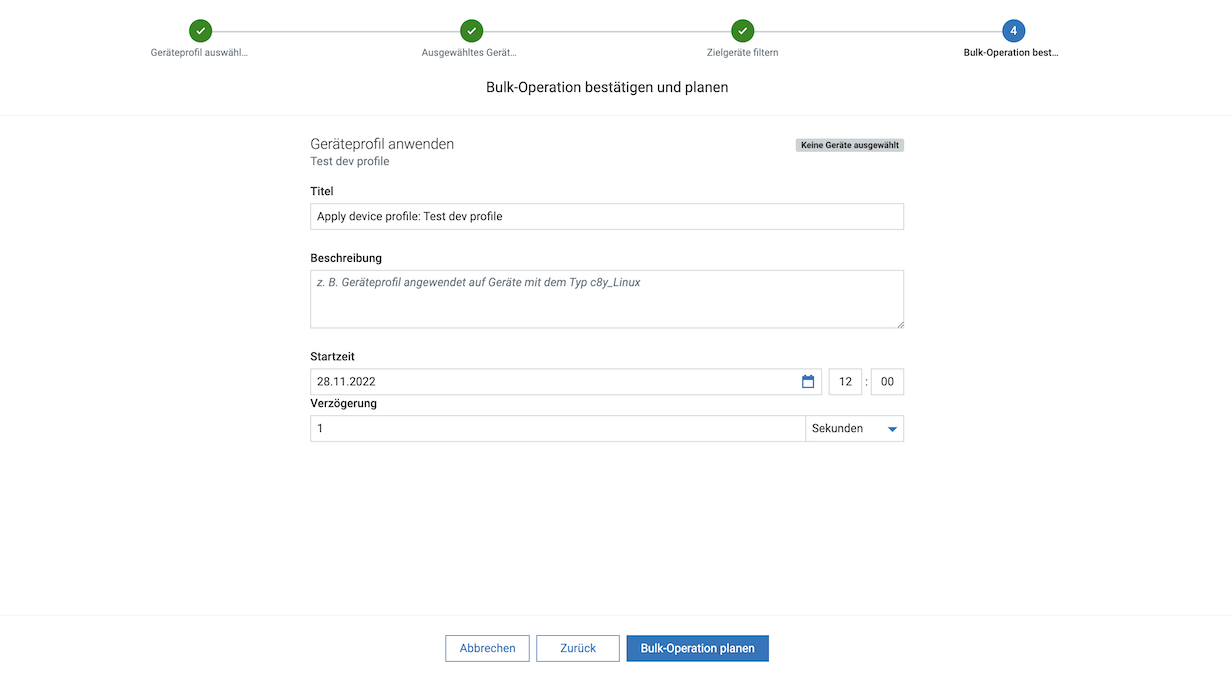 4
Geräteprofil auswähl...
Ausgewähltes Gerät...
Zielgeräte filtern
Bulk-Operation best...
Bulk-Operation bestätigen und planen
Geräteprofil anwenden
Keine Geräte ausgewählt
Test dev profile
Titel
Apply device profile: Test dev profile
Beschreibung
z. B. Geräteprofil angewendet auf Geräte mit dem Typ c8y_Linux
Startzeit
28.11.2022 12 : 00
Verzögerung
1 Sekunden
Abbrechen Zurück Bulk-Operation planen